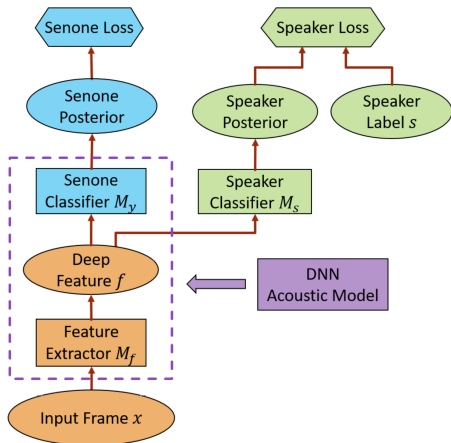 Senone Loss
Speaker Loss
Senone
Posterior
Speaker
Posterior
Speaker
Label s
Senone
Classifier M_y
Speaker
Classifier M_s
Deep
Feature f
DNN
Acoustic Model
Feature
Extractor M_f
Input Frame x